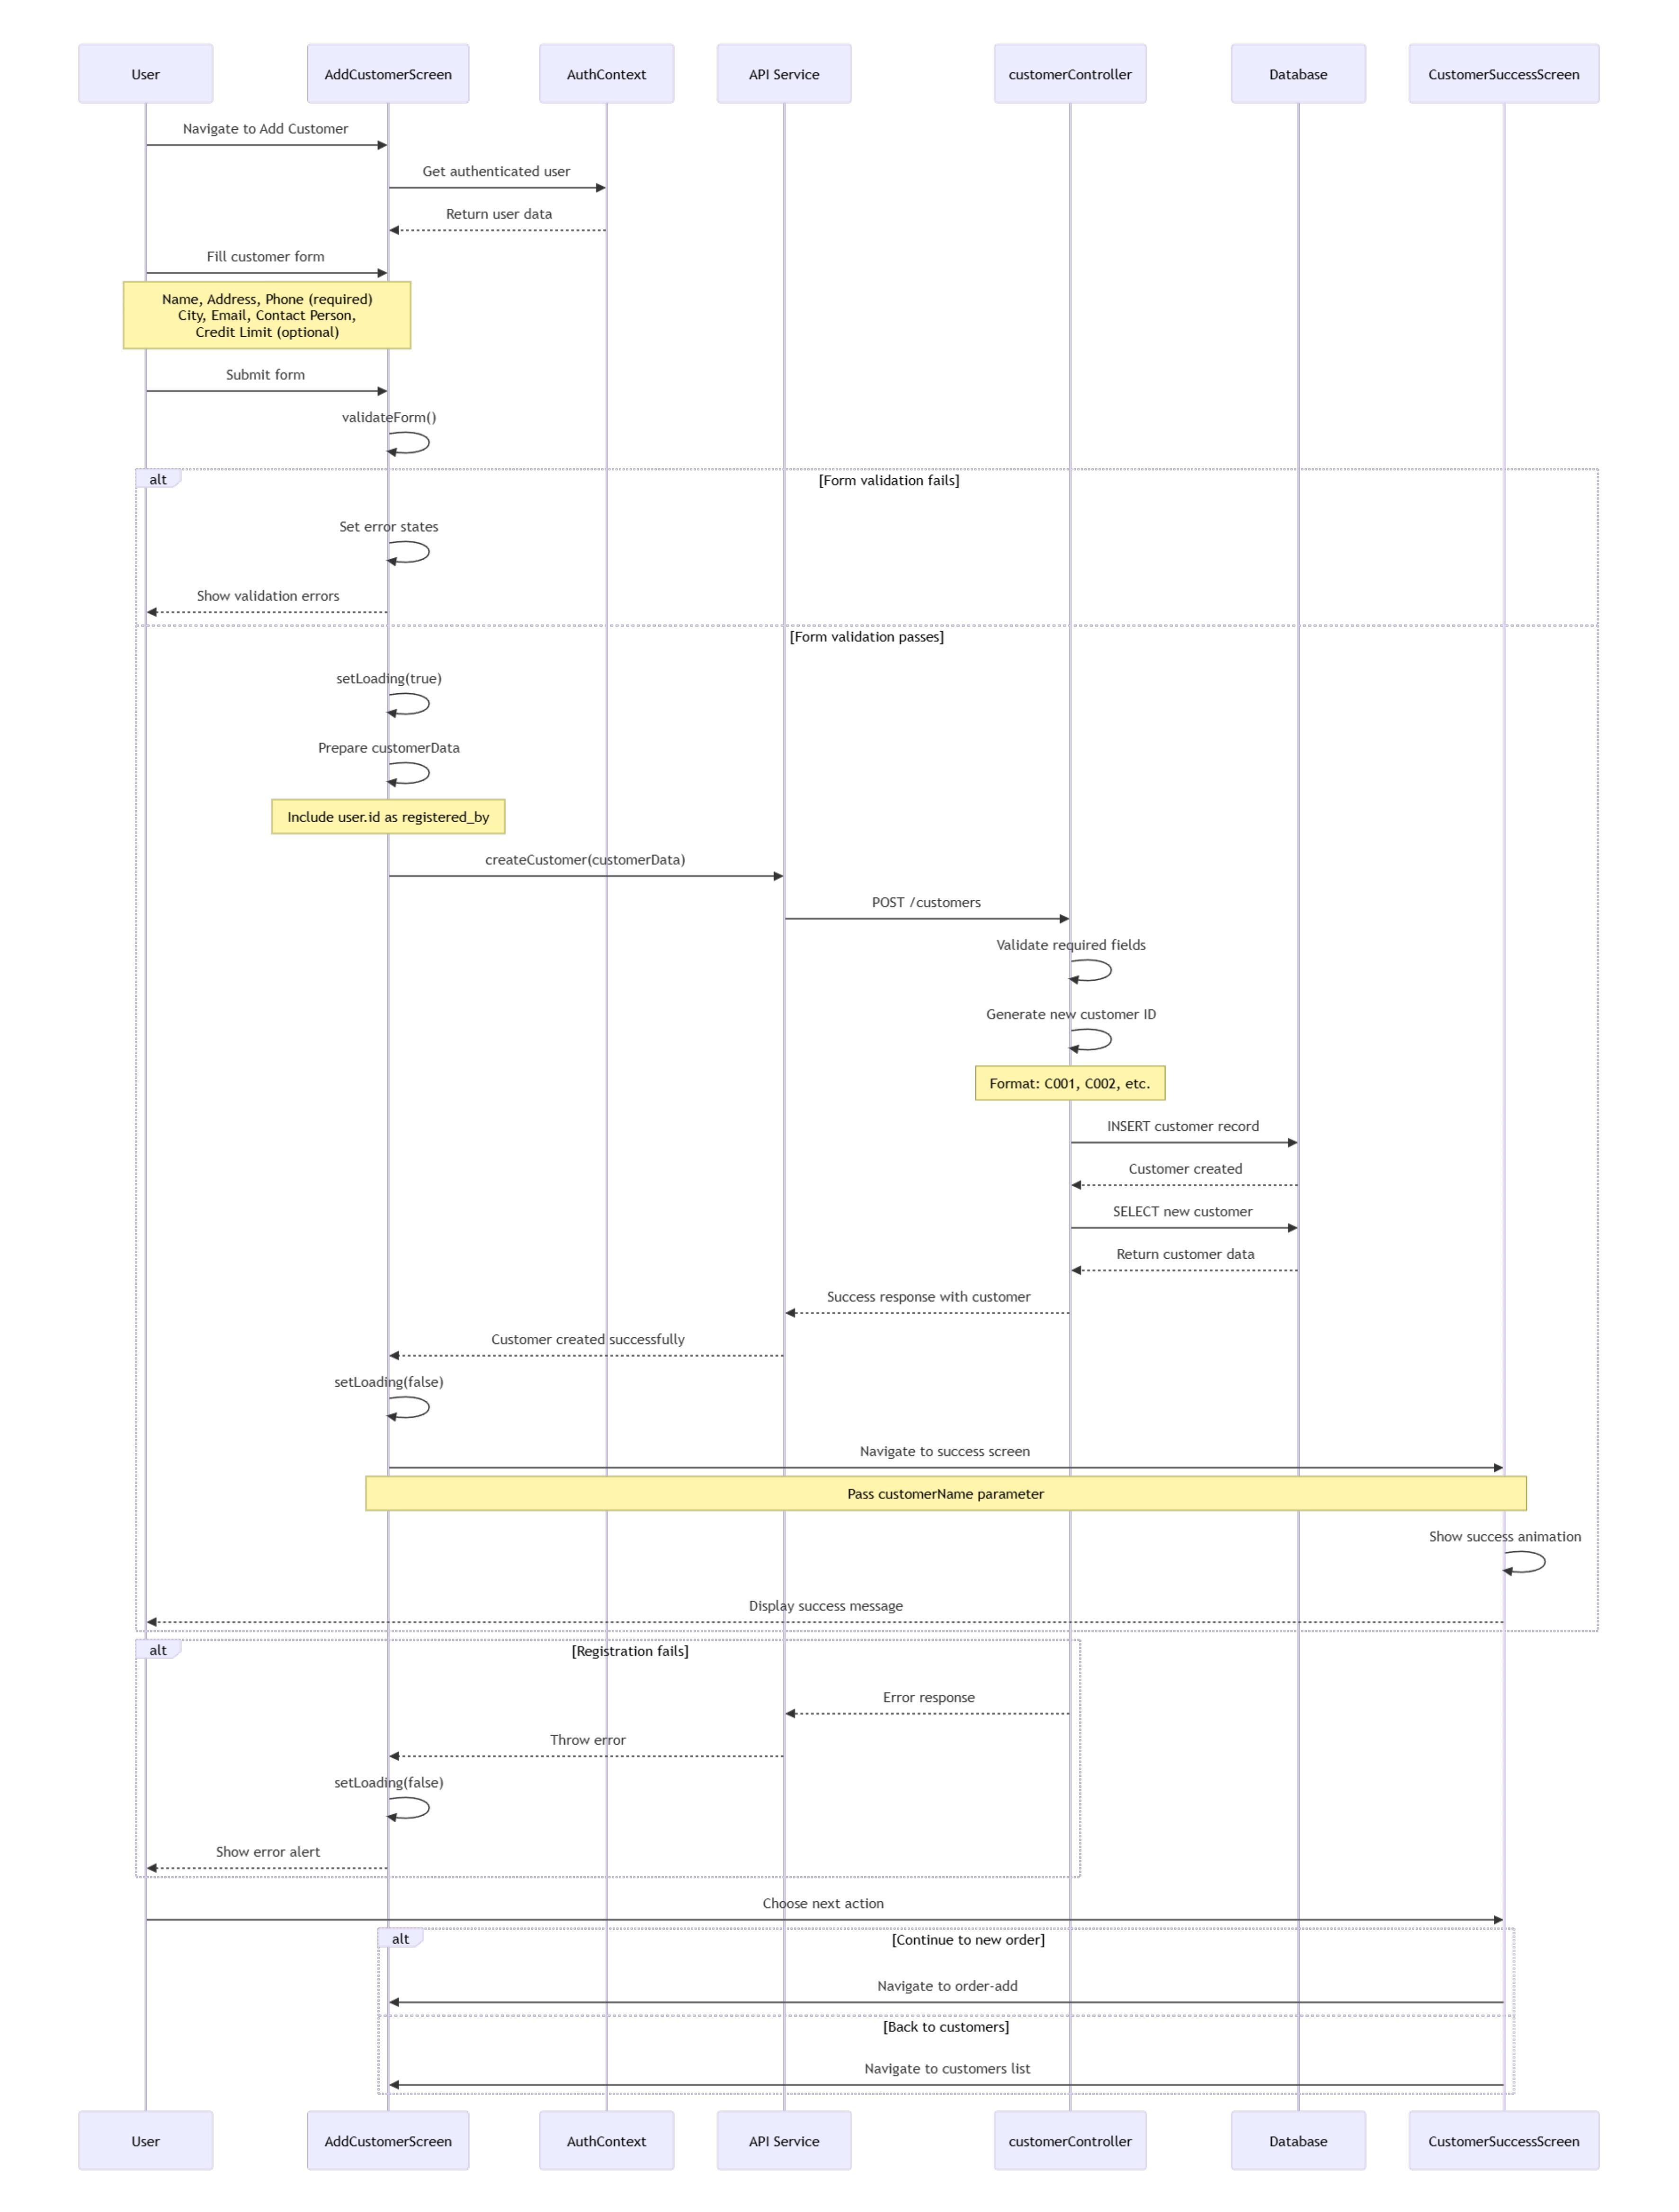 User
AddCustomerScreen
AuthContext
API Service
customerController
Database
CustomerSuccessScreen
Navigate to Add Customer
Get authenticated user
Return user data
Fill customer form
Name, Address, Phone (required)
City, Email, Contact Person,
Credit Limit (optional)
Submit form
validateForm()
alt
[Form validation fails]
Set error states
Show validation errors
[Form validation passes]
setLoading(true)
Prepare customerData
Include user.id as registered_by
createCustomer(customerData)
POST /customers
Validate required fields
Generate new customer ID
Format: C001, C002, etc.
INSERT customer record
Customer created
SELECT new customer
Return customer data
Success response with customer
Customer created successfully
setLoading(false)
Navigate to success screen
Pass customerName parameter
Show success animation
Display success message
alt
[Registration fails]
Error response
Throw error
setLoading(false)
Show error alert
Choose next action
alt
[Continue to new order]
Navigate to order-add
[Back to customers]
Navigate to customers list
User
AddCustomerScreen
AuthContext
API Service
customerController
Database
CustomerSuccessScreen